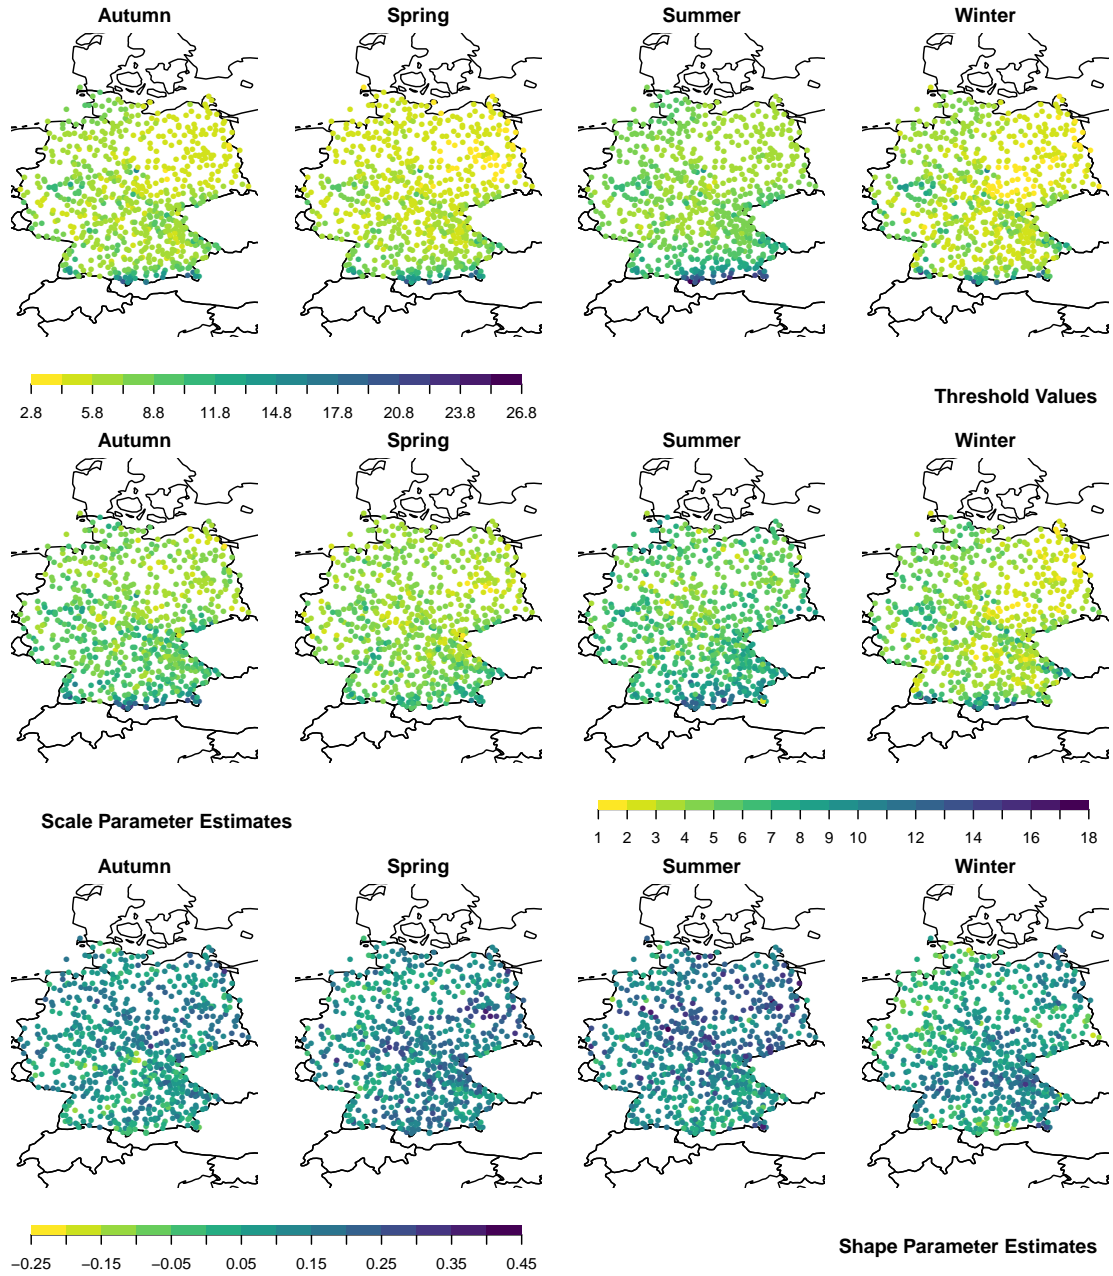 Autumn Spring Summer Winter
2.8 5.8 8.8 11.8 14.8 17.8 20.8 23.8 26.8
Threshold Values
Autumn Spring Summer Winter
Scale Parameter Estimates
1 2 3 4 5 6 7 8 9 10 12 14 16 18
Autumn Spring Summer Winter
−0.25 −0.15 −0.05 0.05 0.15 0.25 0.35 0.45
Shape Parameter Estimates